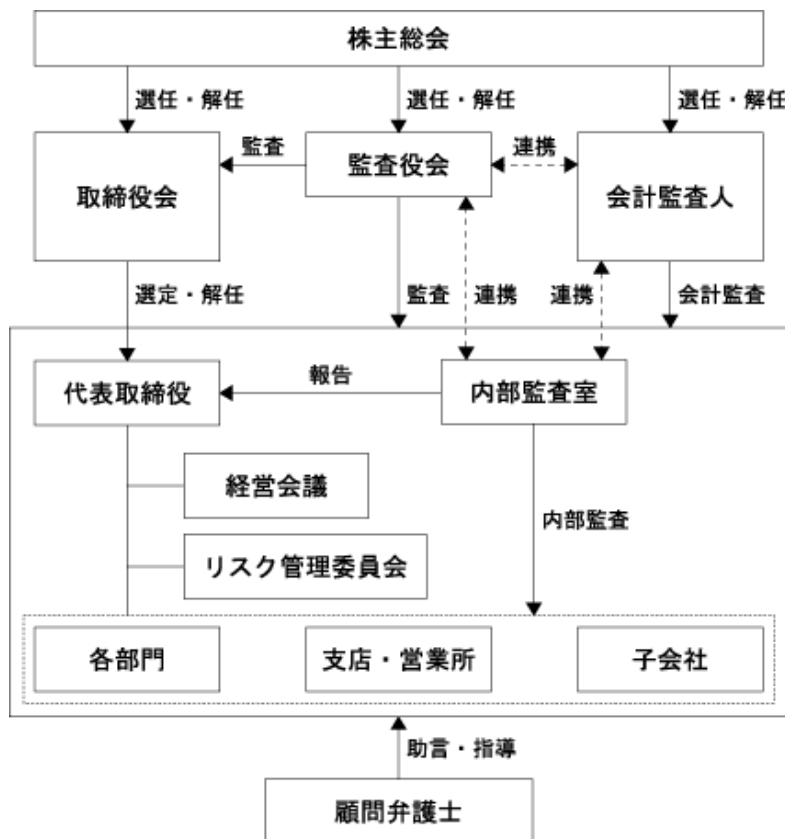 株主総会
選任・解任
選任・解任
選任・解任
取締役会
監査
監査役会
連携
会計監査人
選定・解任
監査
連携
連携
会計監査
代表取締役
報告
内部監査室
経営会議
内部監査
リスク管理委員会
各部門
支店・営業所
子会社
助言・指導
顧問弁護士